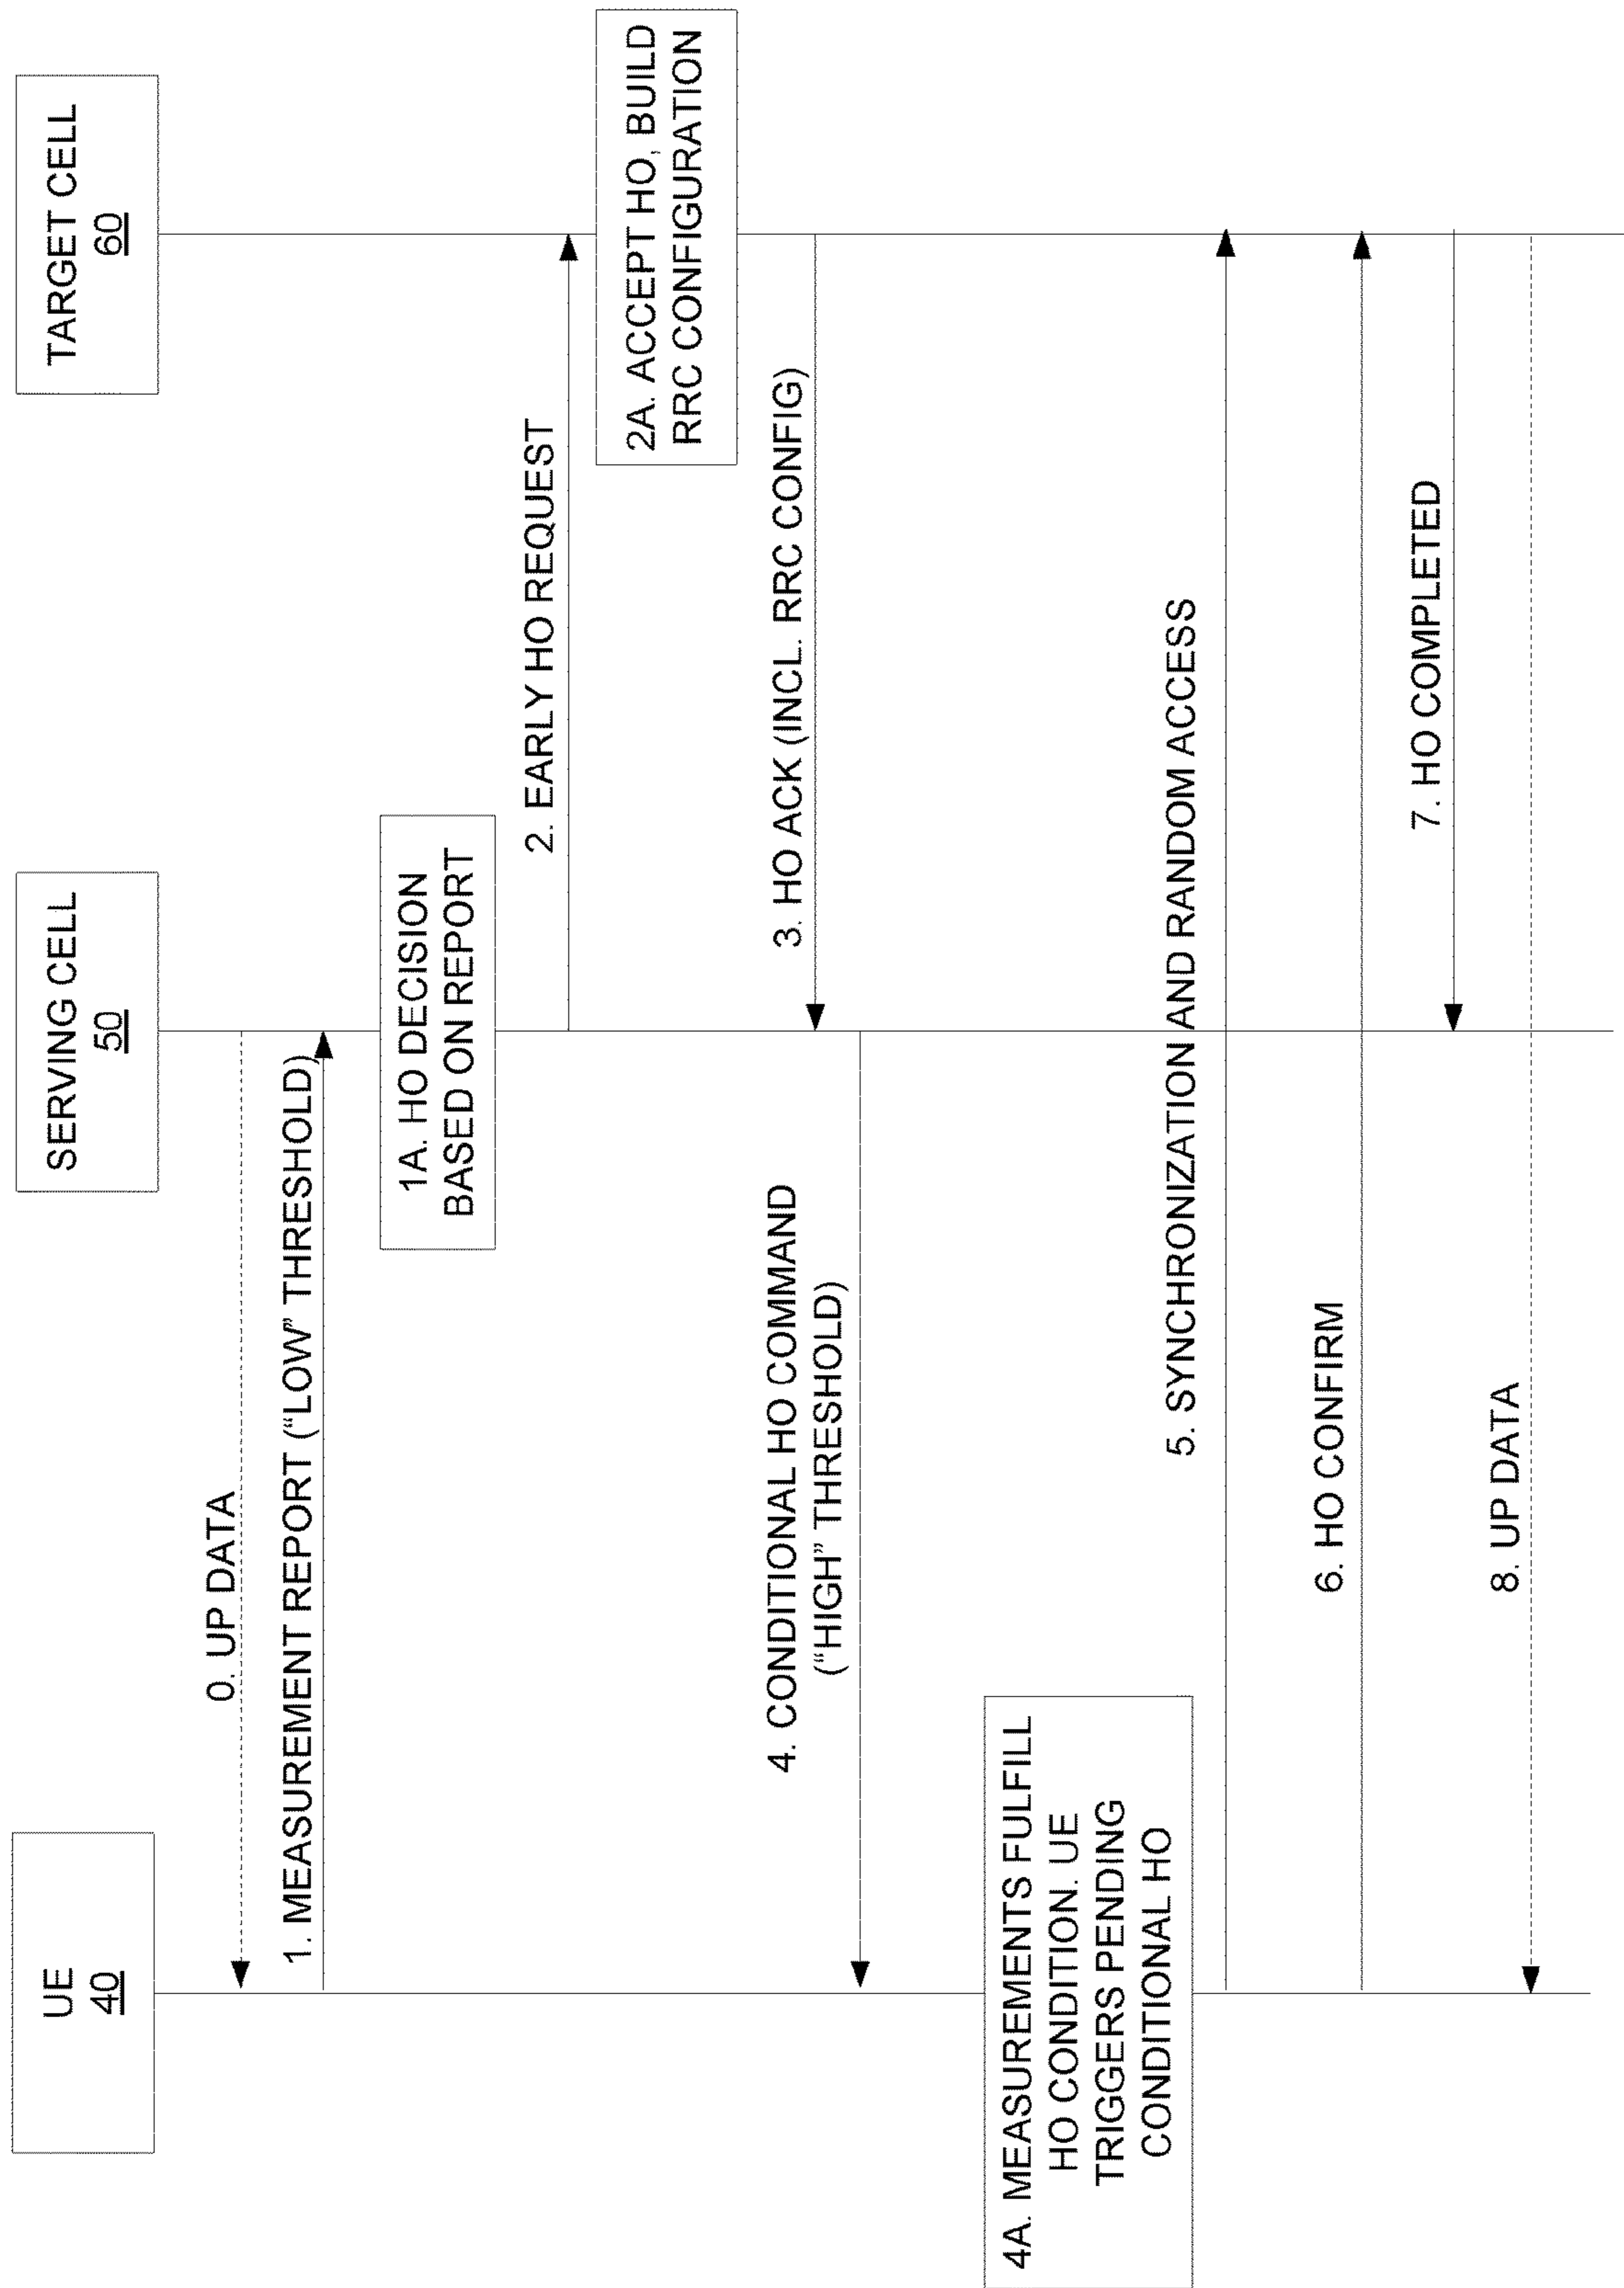 UE
40
SERVING CELL
50
TARGET CELL
60
0. UP DATA
1. MEASUREMENT REPORT (“LOW” THRESHOLD)
1A. HO DECISION
BASED ON REPORT
2. EARLY HO REQUEST
2A. ACCEPT HO, BUILD
RRC CONFIGURATION
3. HO ACK (INCL. RRC CONFIG)
4. CONDITIONAL HO COMMAND
(“HIGH” THRESHOLD)
4A. MEASUREMENTS FULFILL
HO CONDITION. UE
TRIGGERS PENDING
CONDITIONAL HO
5. SYNCHRONIZATION AND RANDOM ACCESS
6. HO CONFIRM
7. HO COMPLETED
8. UP DATA